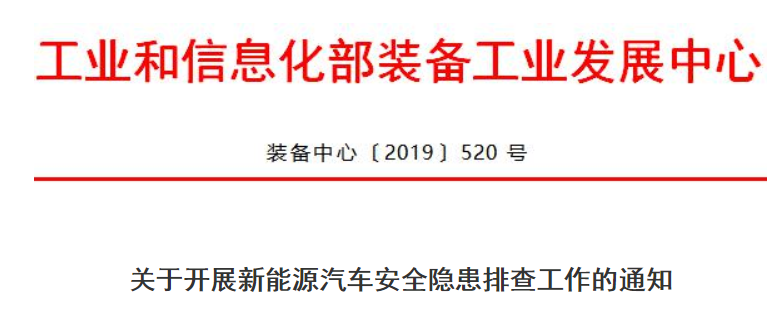 工业和信息化部装备工业发展中心
装备中心〔2019〕520 号
关于开展新能源汽车安全隐患排查工作的通知